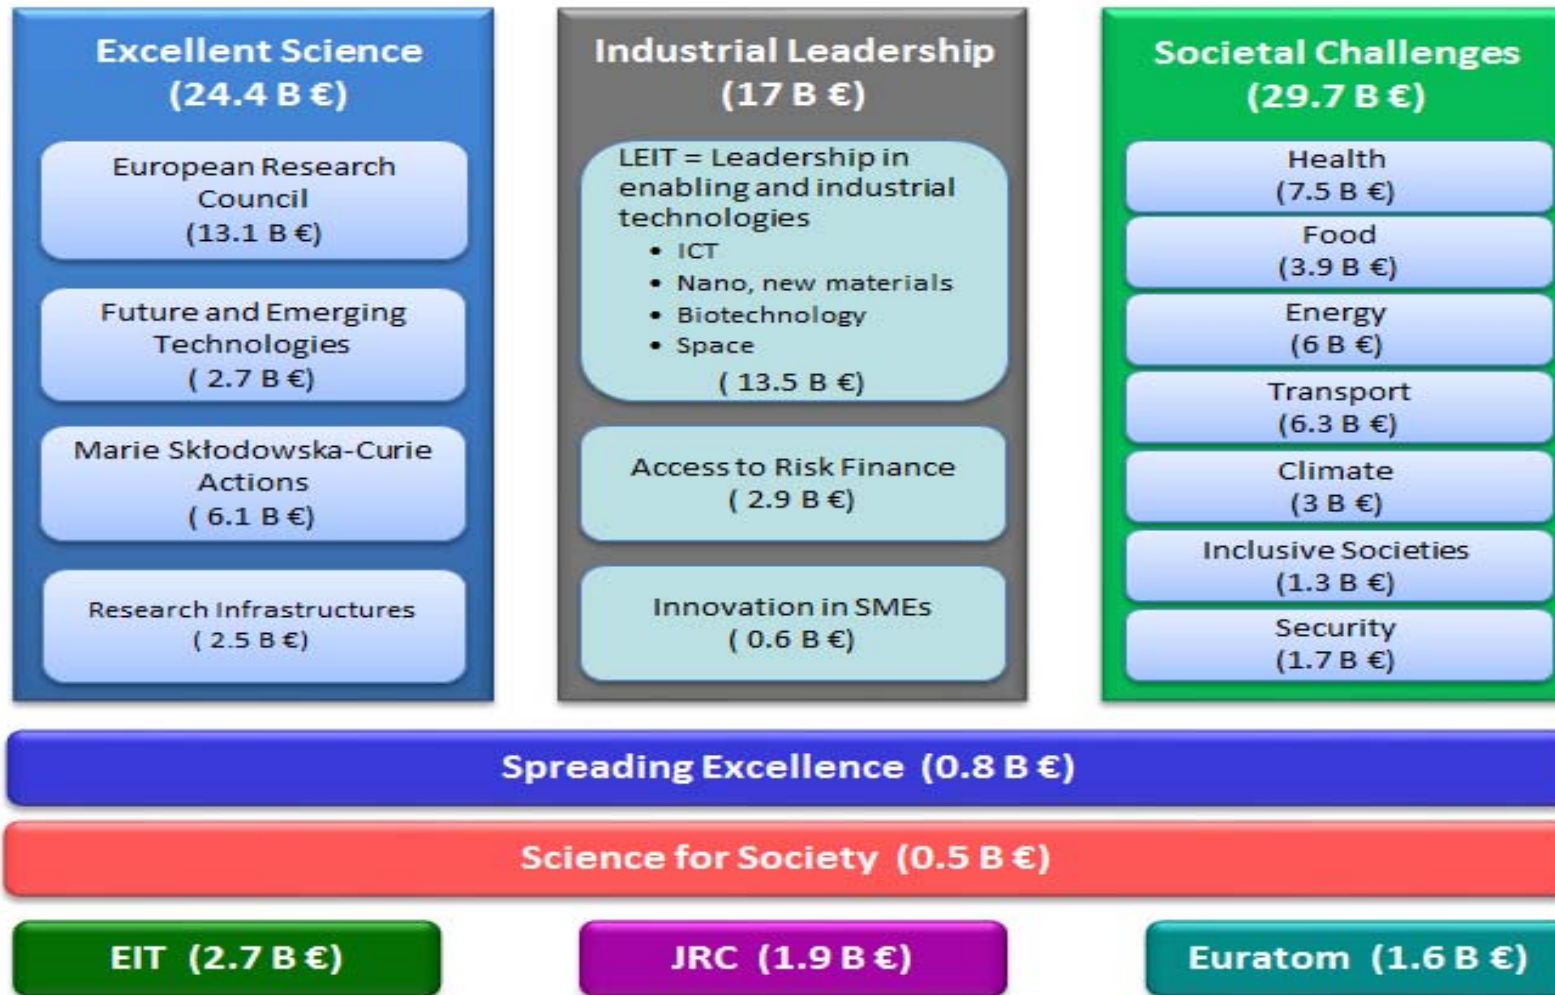 Excellent Science
(24.4 B €)
European Research
Council
(13.1 B €)
Future and Emerging
Technologies
( 2.7 B €)
Marie Skłodowska-Curie
Actions
( 6.1 B €)
Research Infrastructures
( 2.5 B €)
Industrial Leadership
(17 B €)
LEIT = Leadership in
enabling and industrial
technologies
• ICT
• Nano, new materials
• Biotechnology
• Space
( 13.5 B €)
Access to Risk Finance
( 2.9 B €)
Innovation in SMEs
( 0.6 B €)
Societal Challenges
(29.7 B €)
Health
(7.5 B €)
Food
(3.9 B €)
Energy
(6 B €)
Transport
(6.3 B €)
Climate
(3 B €)
Inclusive Societies
(1.3 B €)
Security
(1.7 B €)
Spreading Excellence (0.8 B €)
Science for Society (0.5 B €)
EIT (2.7 B €)
JRC (1.9 B €)
Euratom (1.6 B €)